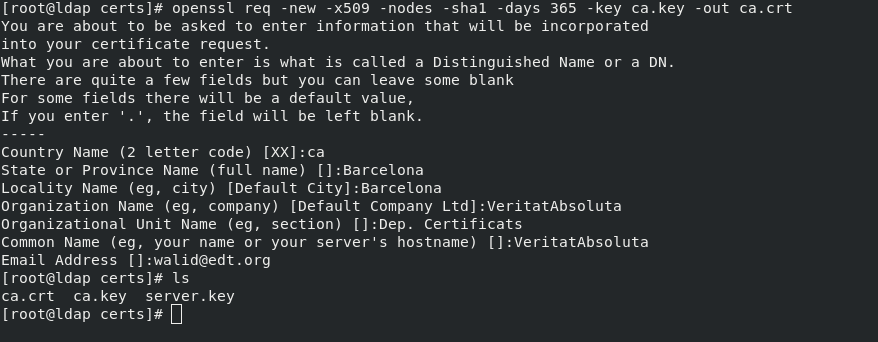 [root@ldap certs]# openssl req -new -x509 -nodes -sha1 -days 365 -key ca.key -out ca.crt
You are about to be asked to enter information that will be incorporated
into your certificate request.
What you are about to enter is what is called a Distinguished Name or a DN.
There are quite a few fields but you can leave some blank
For some fields there will be a default value,
If you enter '.', the field will be left blank.
-----
Country Name (2 letter code) [XX]:ca
State or Province Name (full name) []:Barcelona
Locality Name (eg, city) [Default City]:Barcelona
Organization Name (eg, company) [Default Company Ltd]:VeritatAbsoluta
Organizational Unit Name (eg, section) []:Dep. Certificats
Common Name (eg, your name or your server's hostname) []:VeritatAbsoluta
Email Address []:walid@edt.org
[root@ldap certs]# ls
ca.crt  ca.key  server.key
[root@ldap certs]#